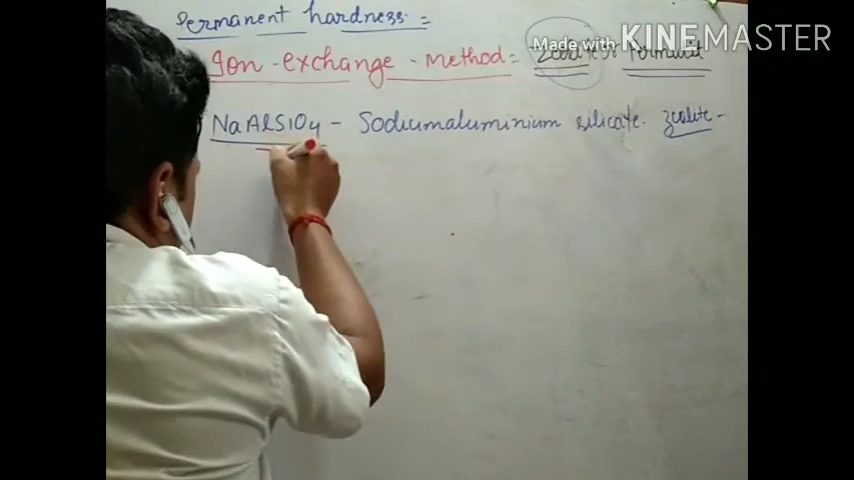 Permanent hardness =
Made with KINEMASTER
Ion - exchange - method =
NaAlSiO4 - Sodiumaluminium silicate. zeolite -